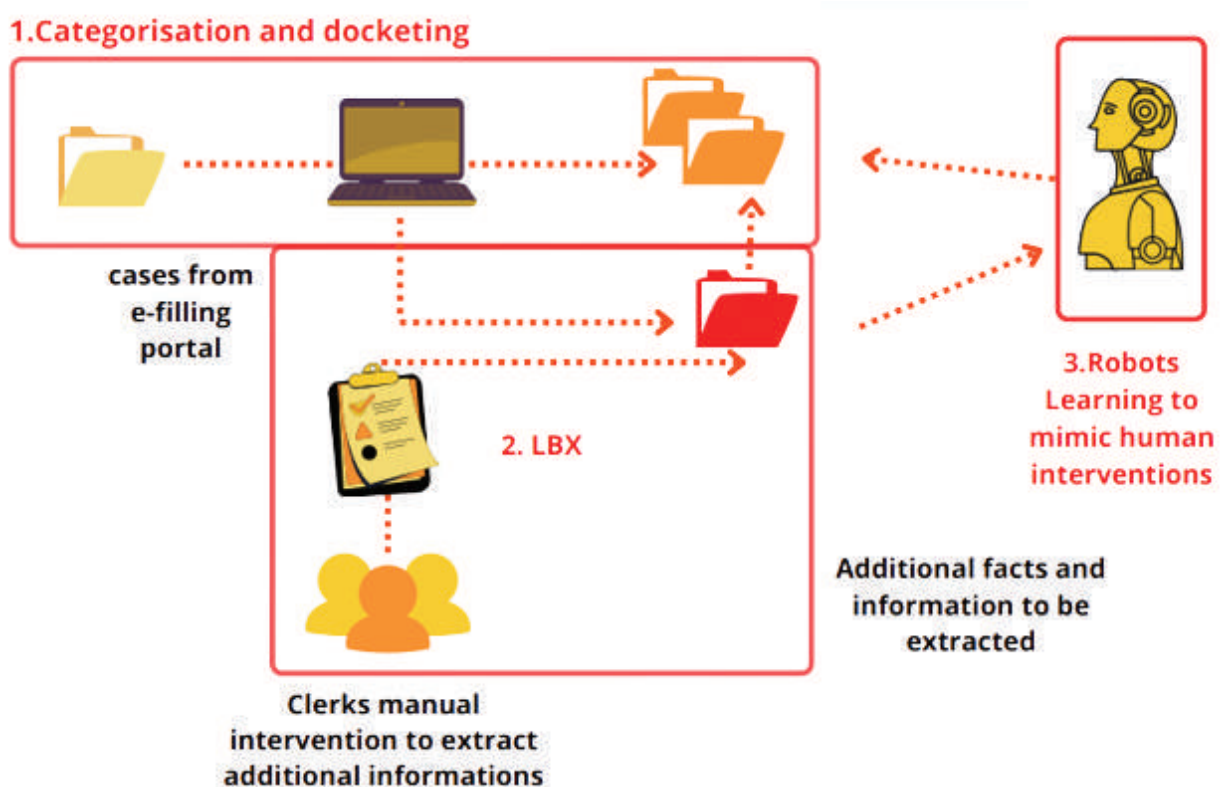 1.Categorisation and docketing
cases from
e-filling
portal
2. LBX
3.Robots
Learning to
mimic human
interventions
Additional facts and
information to be
extracted
Clerks manual
intervention to extract
additional informations